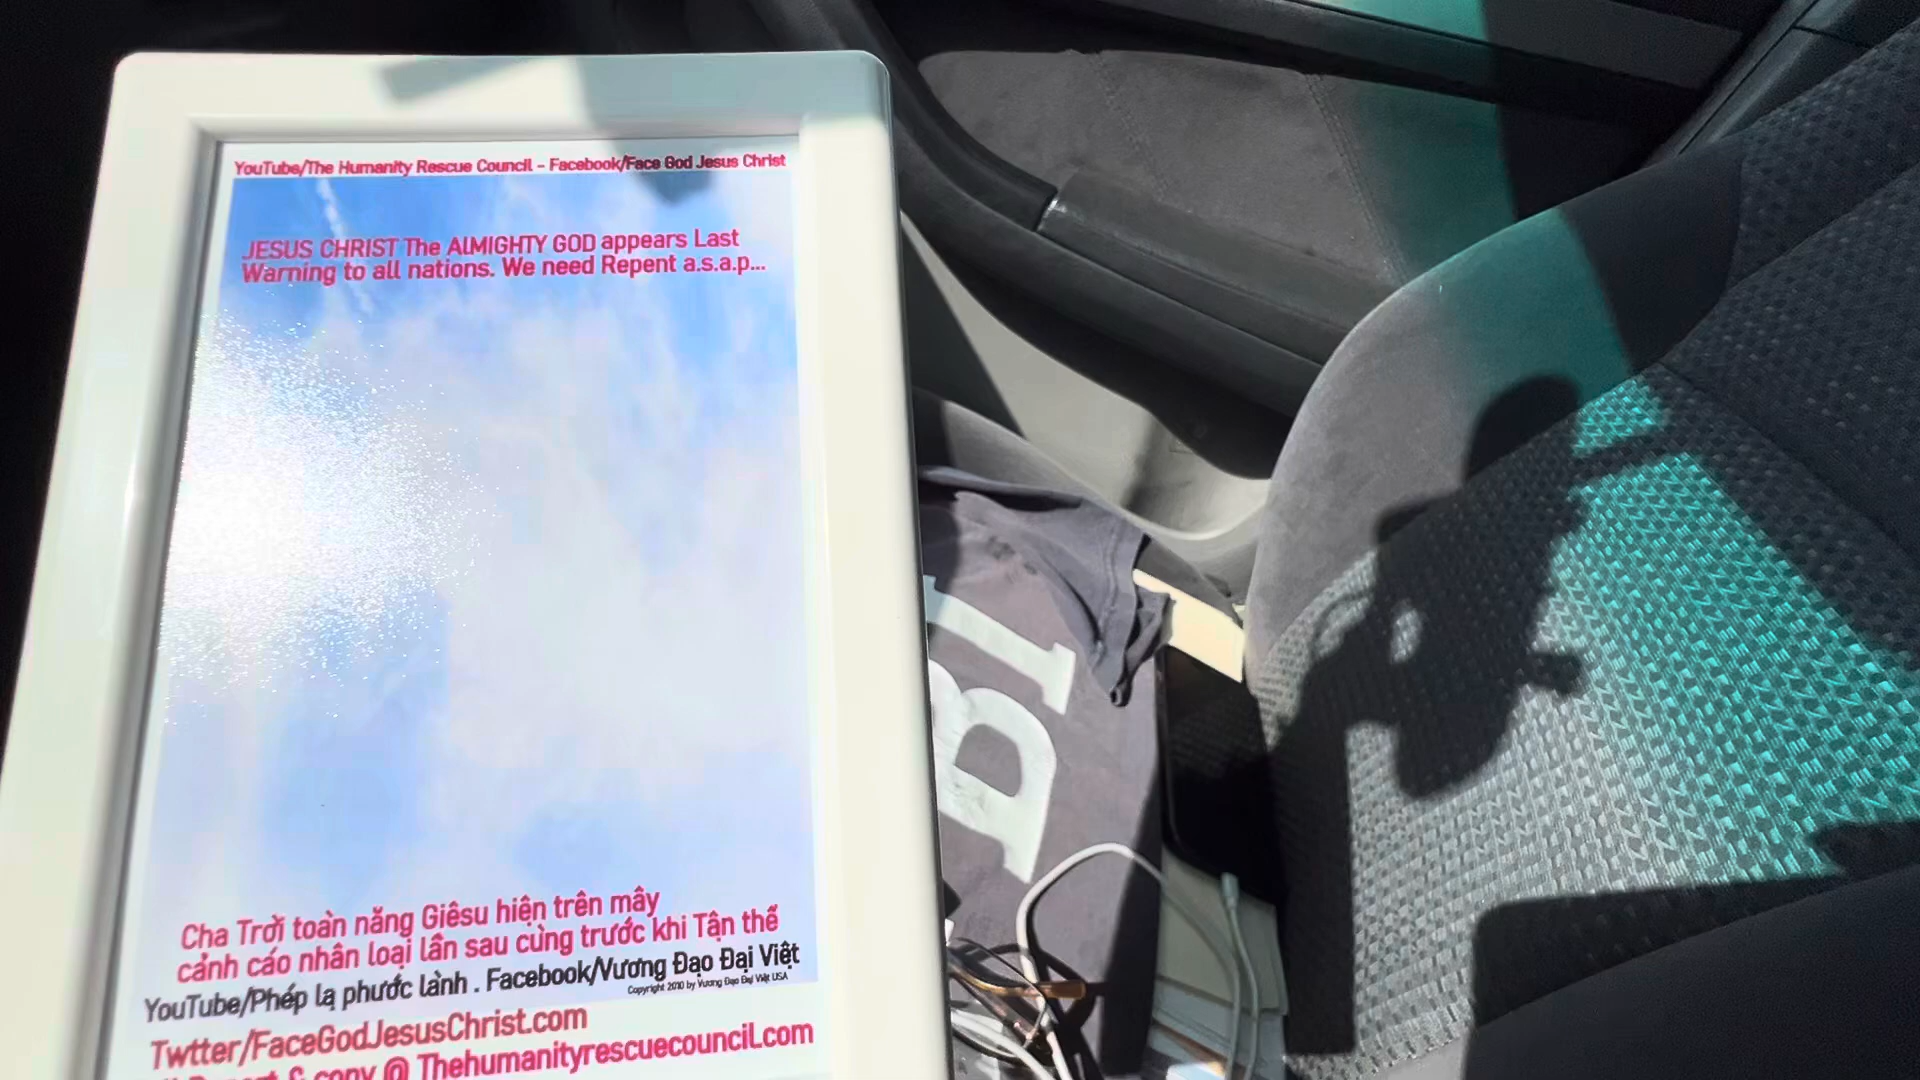 YouTube/The Humanity Rescue Council - Facebook/Face God Jesus Christ
JESUS CHRIST The AlMIGHTY GOD appears Last
Warning to all nations. We need Repent a.s.a.p...
Cha Trời toàn năng Giêsu hiện trên mây
cảnh cáo nhân loại lần sau cùng trước khi Tận thế
YouTube/Phép lạ phước lành . Facebook/Vương Đạo Đại Việt
Copyright 2010 by Vương Đạo Đại Việt USA
Twtter/FaceGodJesusChrist.com
& copy @ Thehumanityrescuecouncil.com